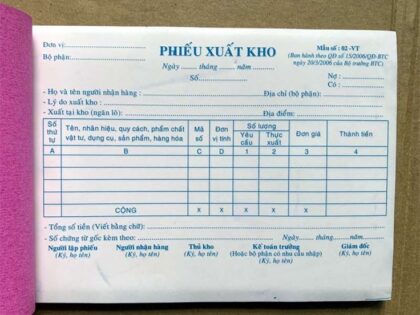 Đơn vị:
Bộ phận:
PHIẾU XUẤT KHO
Ngày ...... tháng ...... năm
Số
Mẫu số: 02-VT
(Ban hành theo QĐ số 15/2006/QĐ-BTC
ngày 20/3/2006 của Bộ trưởng BTC)
Nợ :
Có :
- Họ và tên người nhận hàng : Địa chỉ (bộ phận):
- Lý do xuất kho :
- Xuất tại kho (ngăn lô): Địa điểm:
Số thứ tự
Tên, nhãn hiệu, quy cách, phẩm chất vật tư, dụng cụ, sản phẩm, hàng hóa
Mã số
Đơn vị tính
Số lượng
Yêu cầu
Thực xuất
Đơn giá
Thành tiền
A B C D 1 2 3 4
CỘNG x x x x x
- Tổng số tiền (Viết bằng chữ):
- Số chứng từ gốc kèm theo: Ngày..... tháng..... năm
Người lập phiếu Người nhận hàng Thủ kho Kế toán trưởng Giám đốc
(Ký, họ tên) (Ký, họ tên) (Ký, họ tên) (Hoặc bộ phận có nhu cầu nhập) (Ký, họ tên)
(Ký, họ tên)